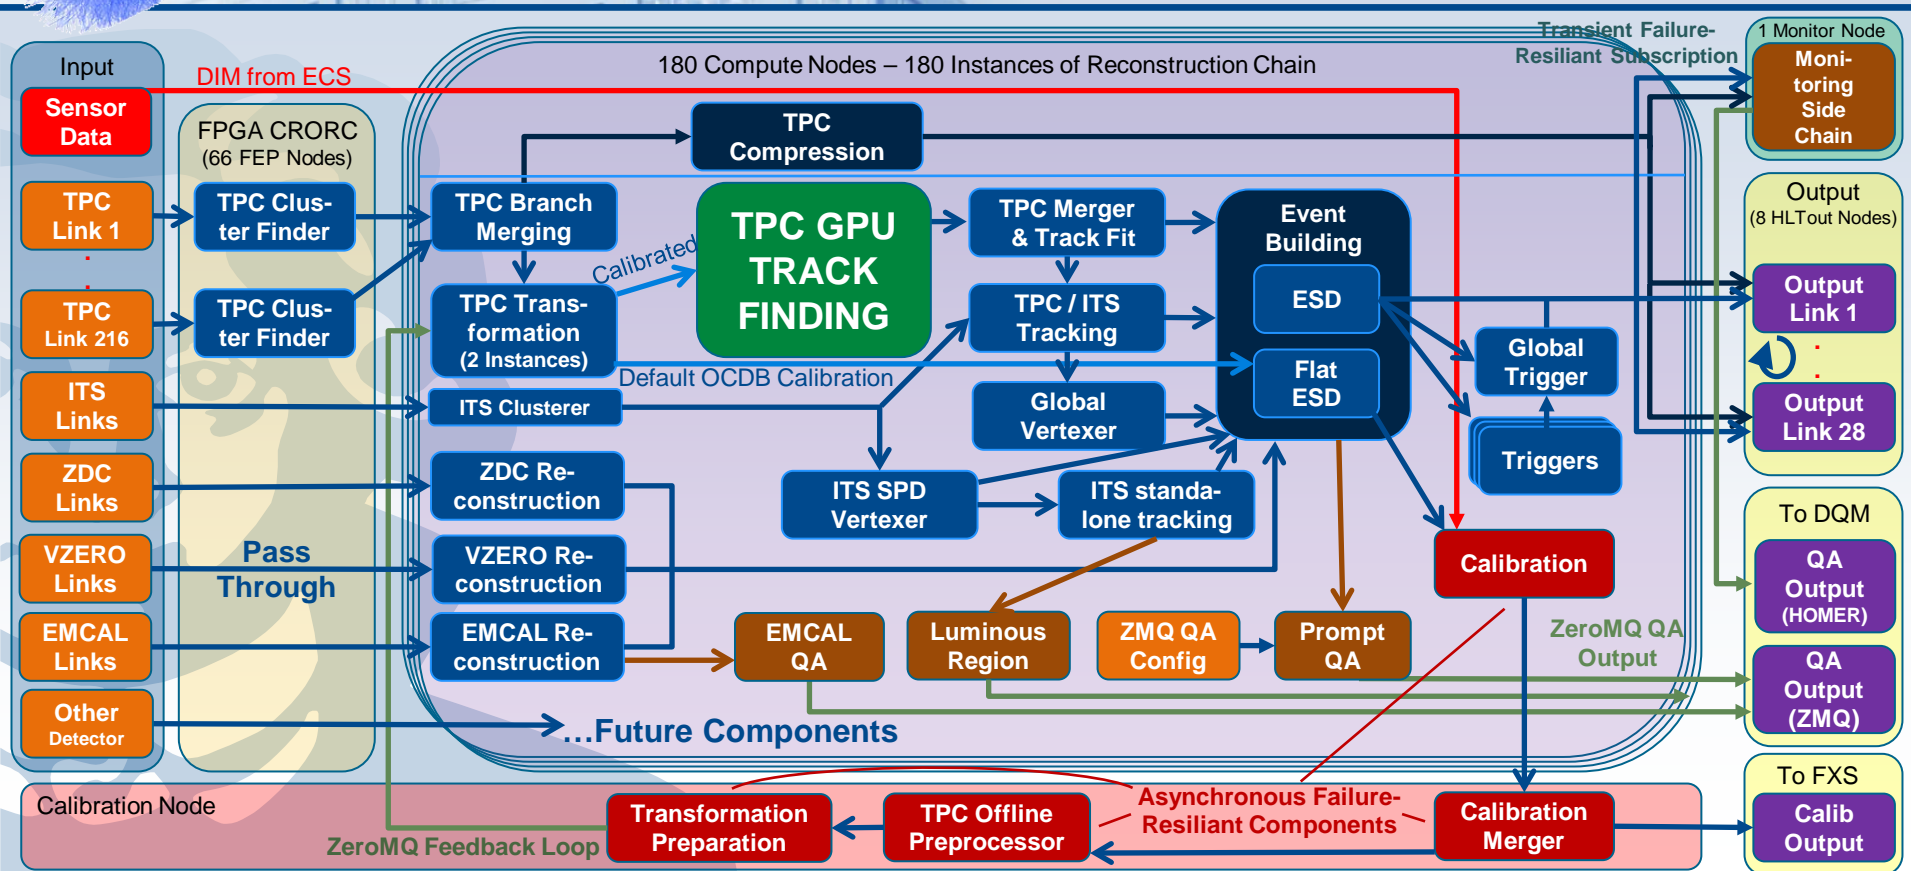 Transient Failure-
Resiliant Subscription
1 Monitor Node
Moni-
toring
Side
Chain
Input
DIM from ECS
180 Compute Nodes – 180 Instances of Reconstruction Chain
Sensor
Data
FPGA CRORC
(66 FEP Nodes)
TPC
Compression
TPC
Link 1
.
.
TPC
Link 216
TPC Clus-
ter Finder
TPC Clus-
ter Finder
TPC Branch
Merging
Calibrated
TPC Trans-
formation
(2 Instances)
TPC GPU
TRACK
FINDING
TPC Merger
& Track Fit
TPC / ITS
Tracking
Event
Building
ESD
Flat
ESD
Default OCDB Calibration
Output
(8 HLTout Nodes)
Output
Link 1
.
.
Output
Link 28
Global
Trigger
Triggers
ITS
Links
ITS Clusterer
Global
Vertexer
ZDC
Links
ZDC Re-
construction
ITS SPD
Vertexer
ITS standa-
lone tracking
To DQM
VZERO
Links
Pass
Through
VZERO Re-
construction
Calibration
QA
Output
(HOMER)
EMCAL
Links
EMCAL Re-
construction
EMCAL
QA
Luminous
Region
ZMQ QA
Config
Prompt
QA
ZeroMQ QA
Output
QA
Output
(ZMQ)
Other
Detector
...Future Components
To FXS
Calibration Node
ZeroMQ Feedback Loop
Transformation
Preparation
TPC Offline
Preprocessor
Asynchronous Failure-
Resiliant Components
Calibration
Merger
Calib
Output